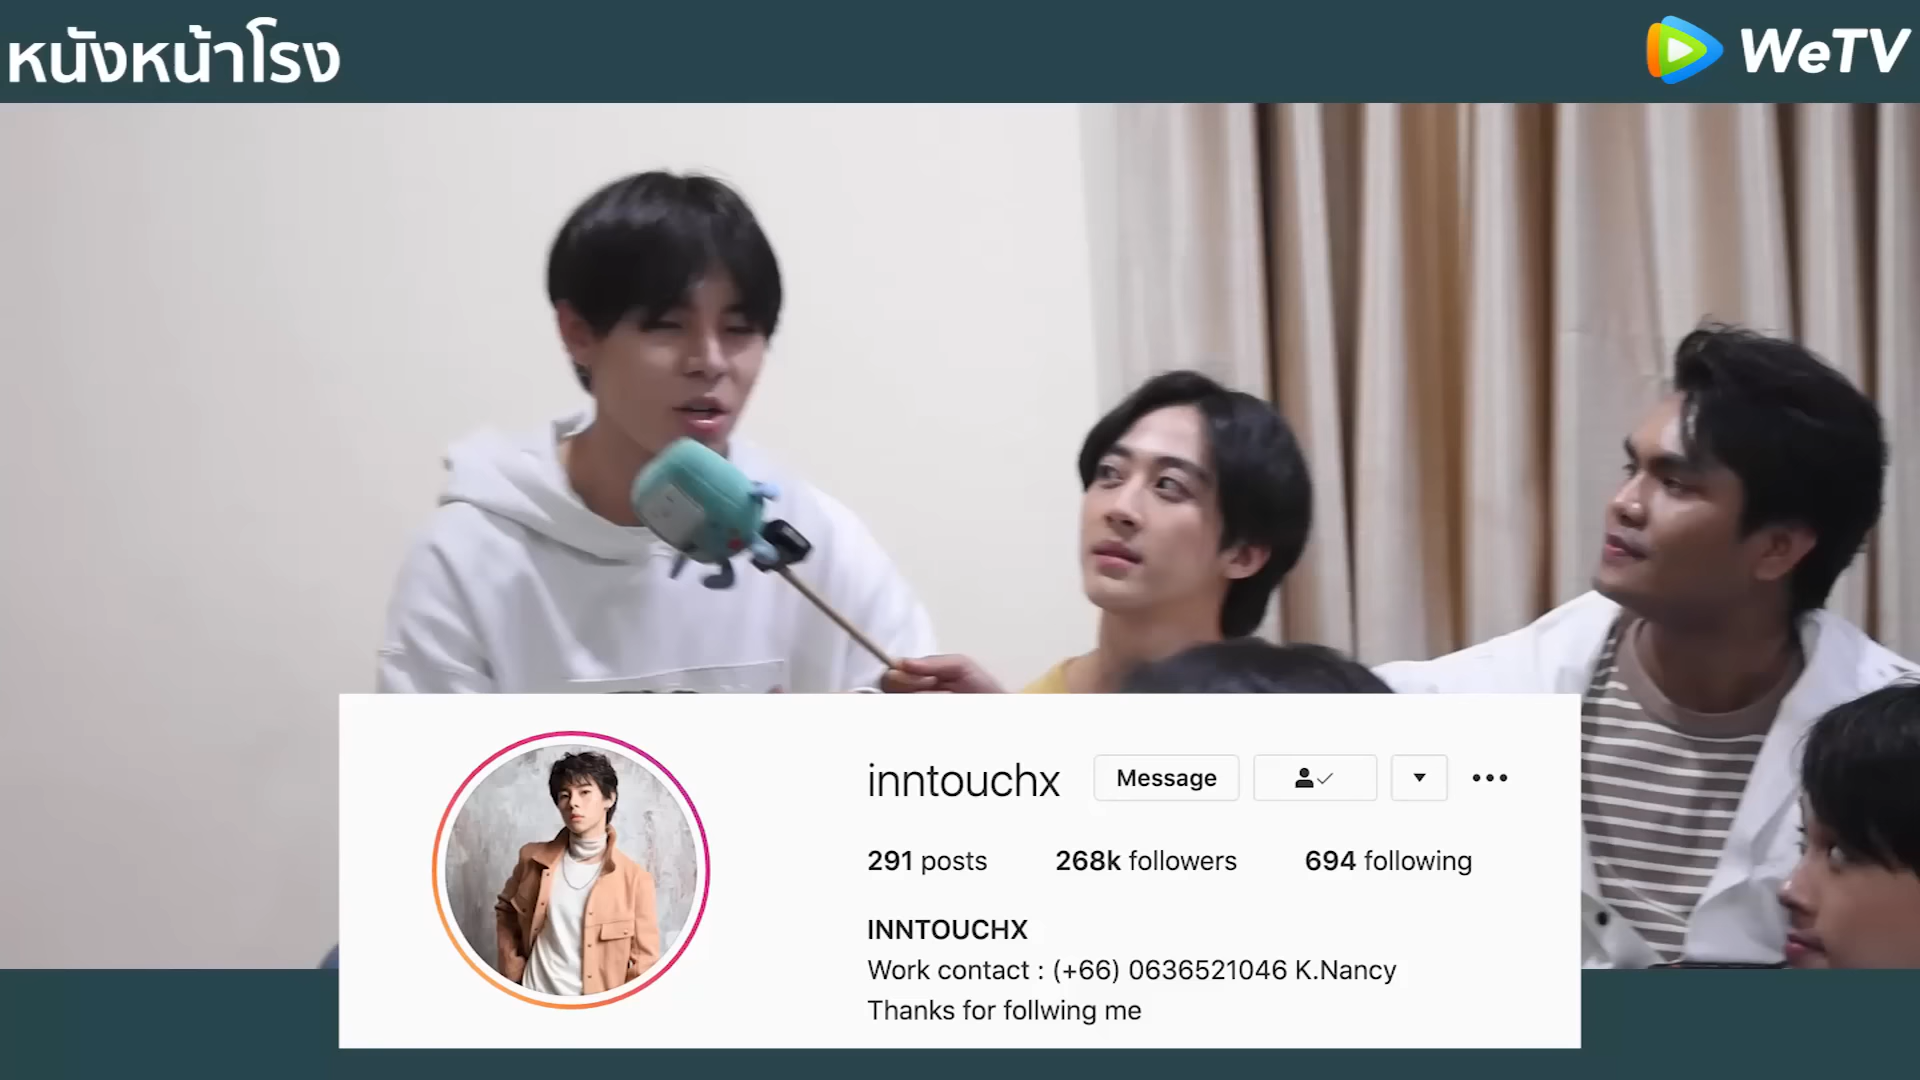 หนังหน้าโรง
WeTV
inntouchx Message
291 posts 268k followers 694 following
INNTOUCHX
Work contact : (+66) 0636521046 K.Nancy
Thanks for follwing me